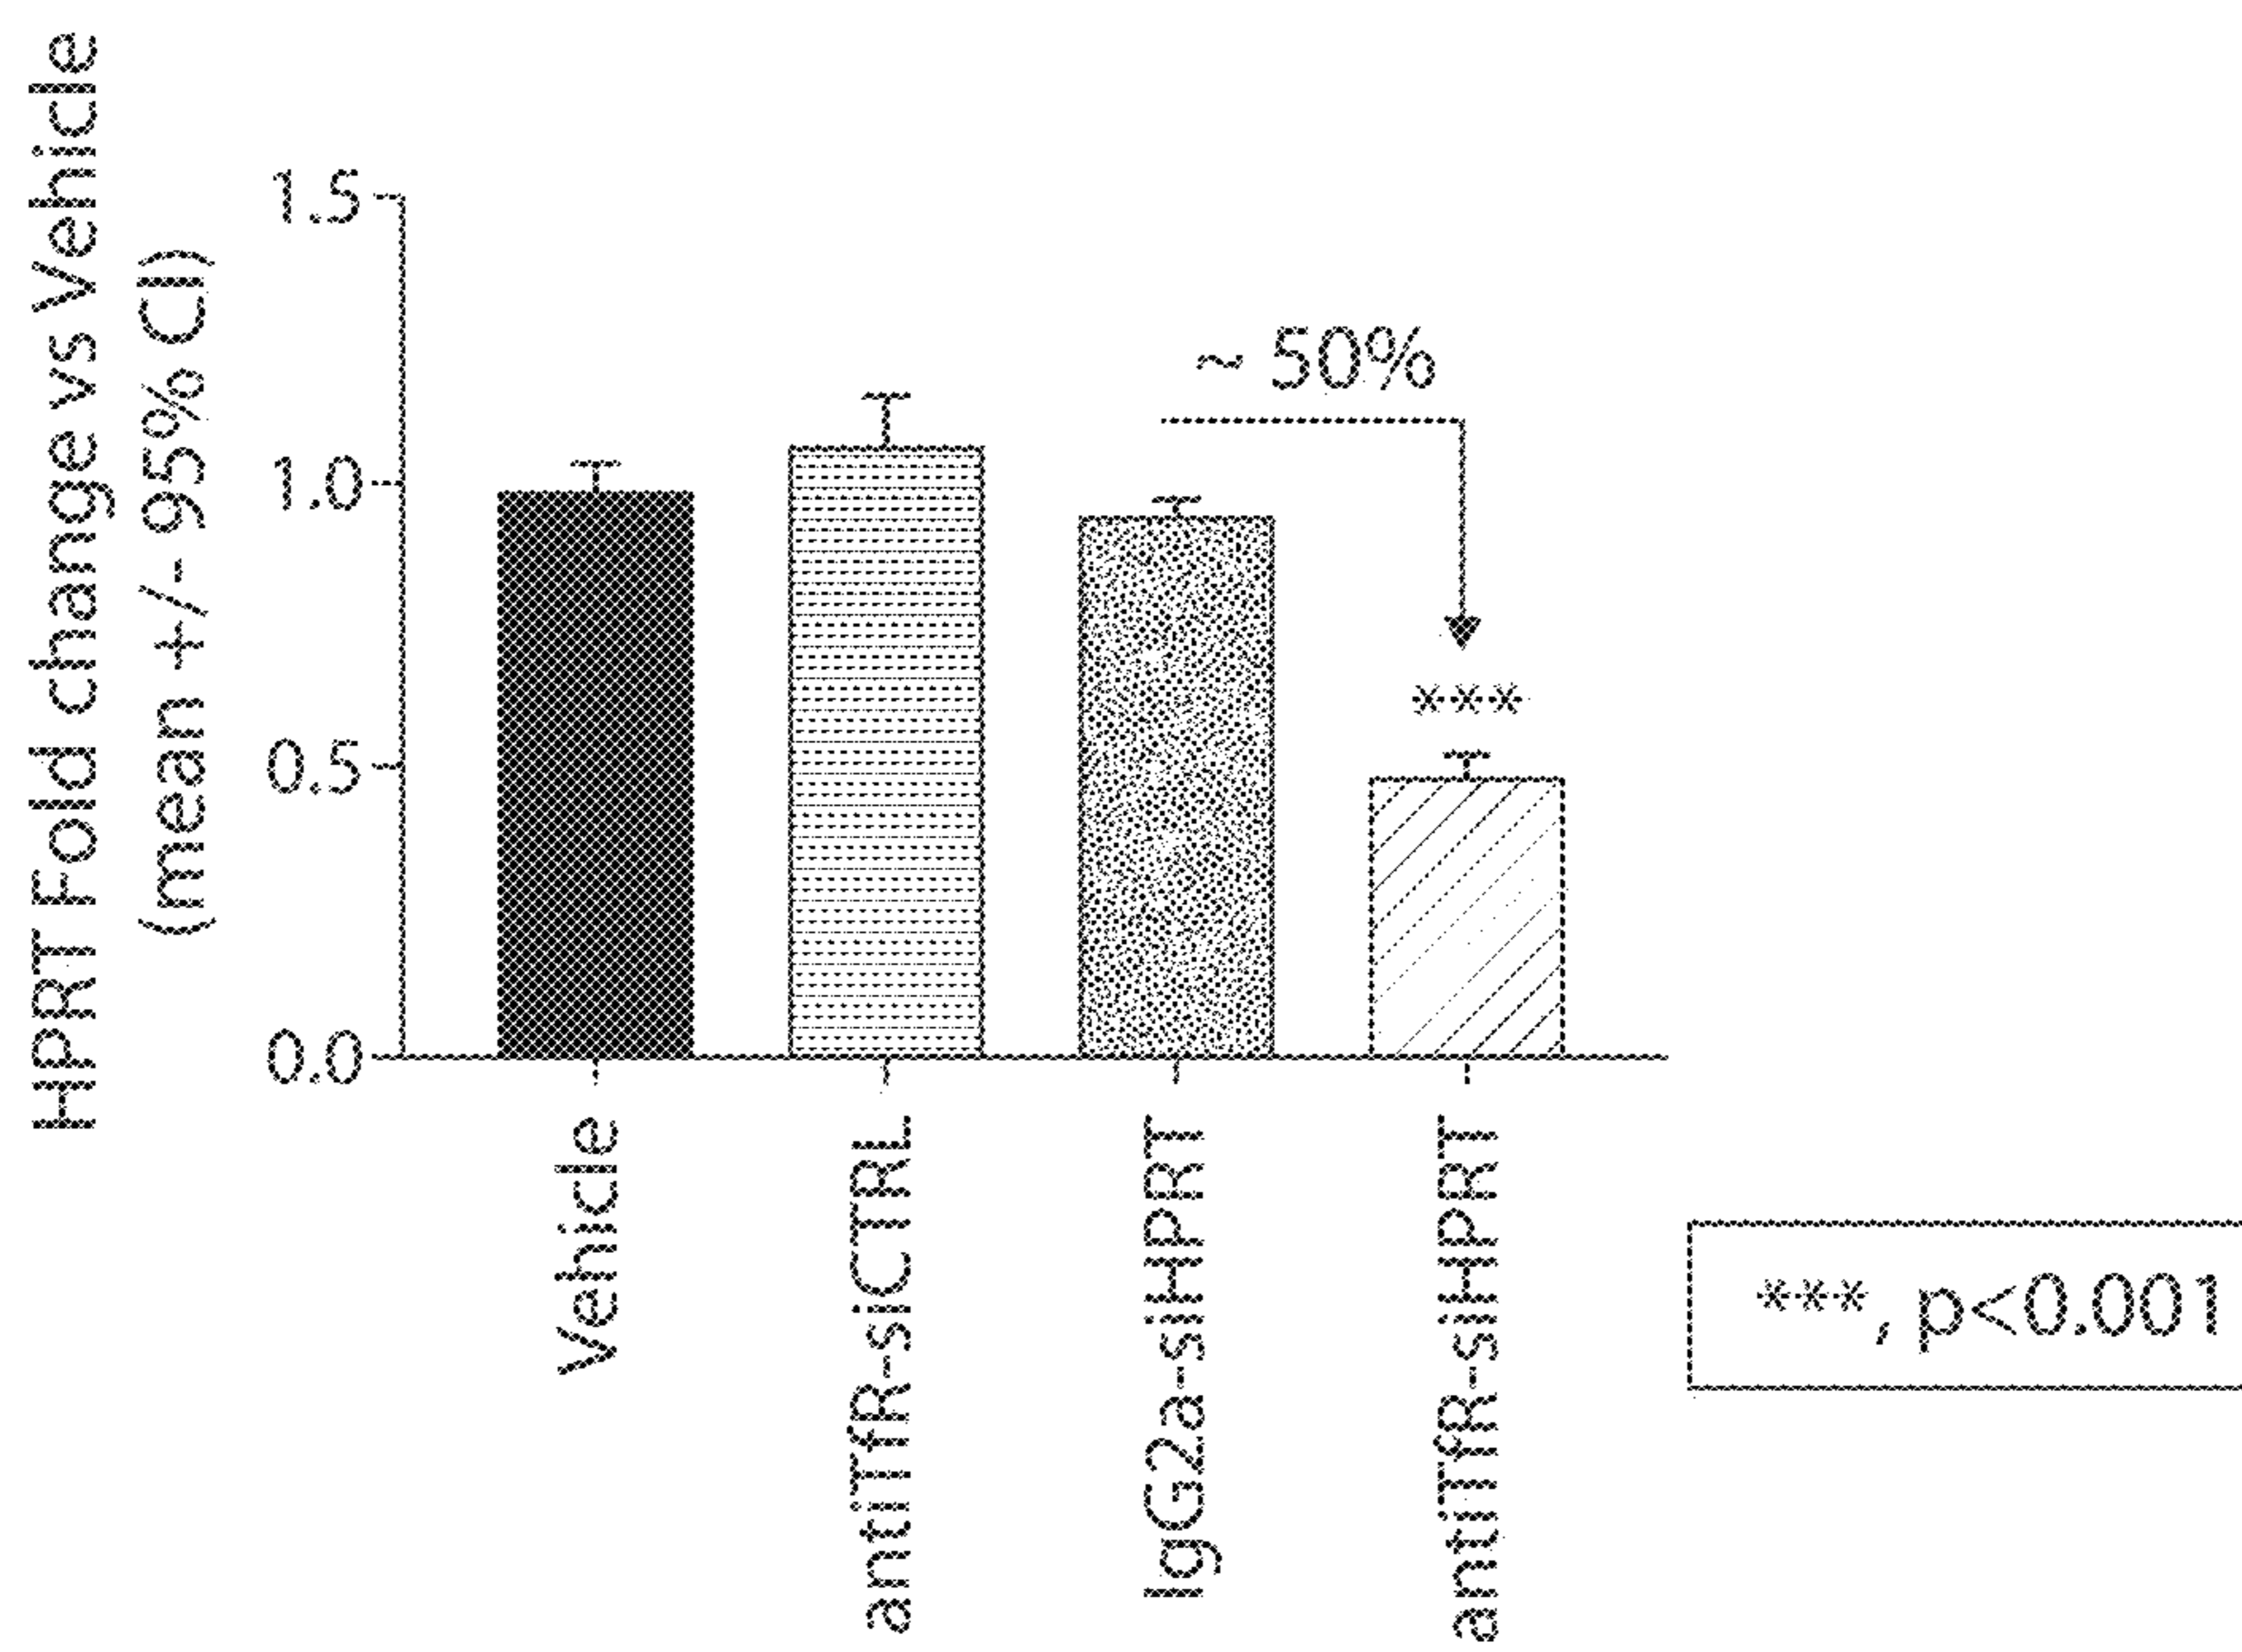 HPRT Fold change vs Vehicle
(mean +/- 95% CI)
1.5
1.0
0.5
0.0
~ 50%
***
Vehicle
antiTfR-siCTRL
IgG2a-siHPRT
antiTfR-siHPRT
***, p<0.001